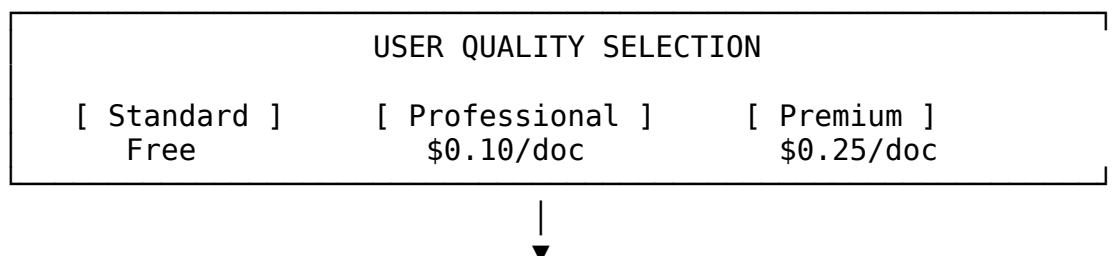 USER QUALITY SELECTION
[ Standard ] [ Professional ] [ Premium ]
Free $0.10/doc $0.25/doc